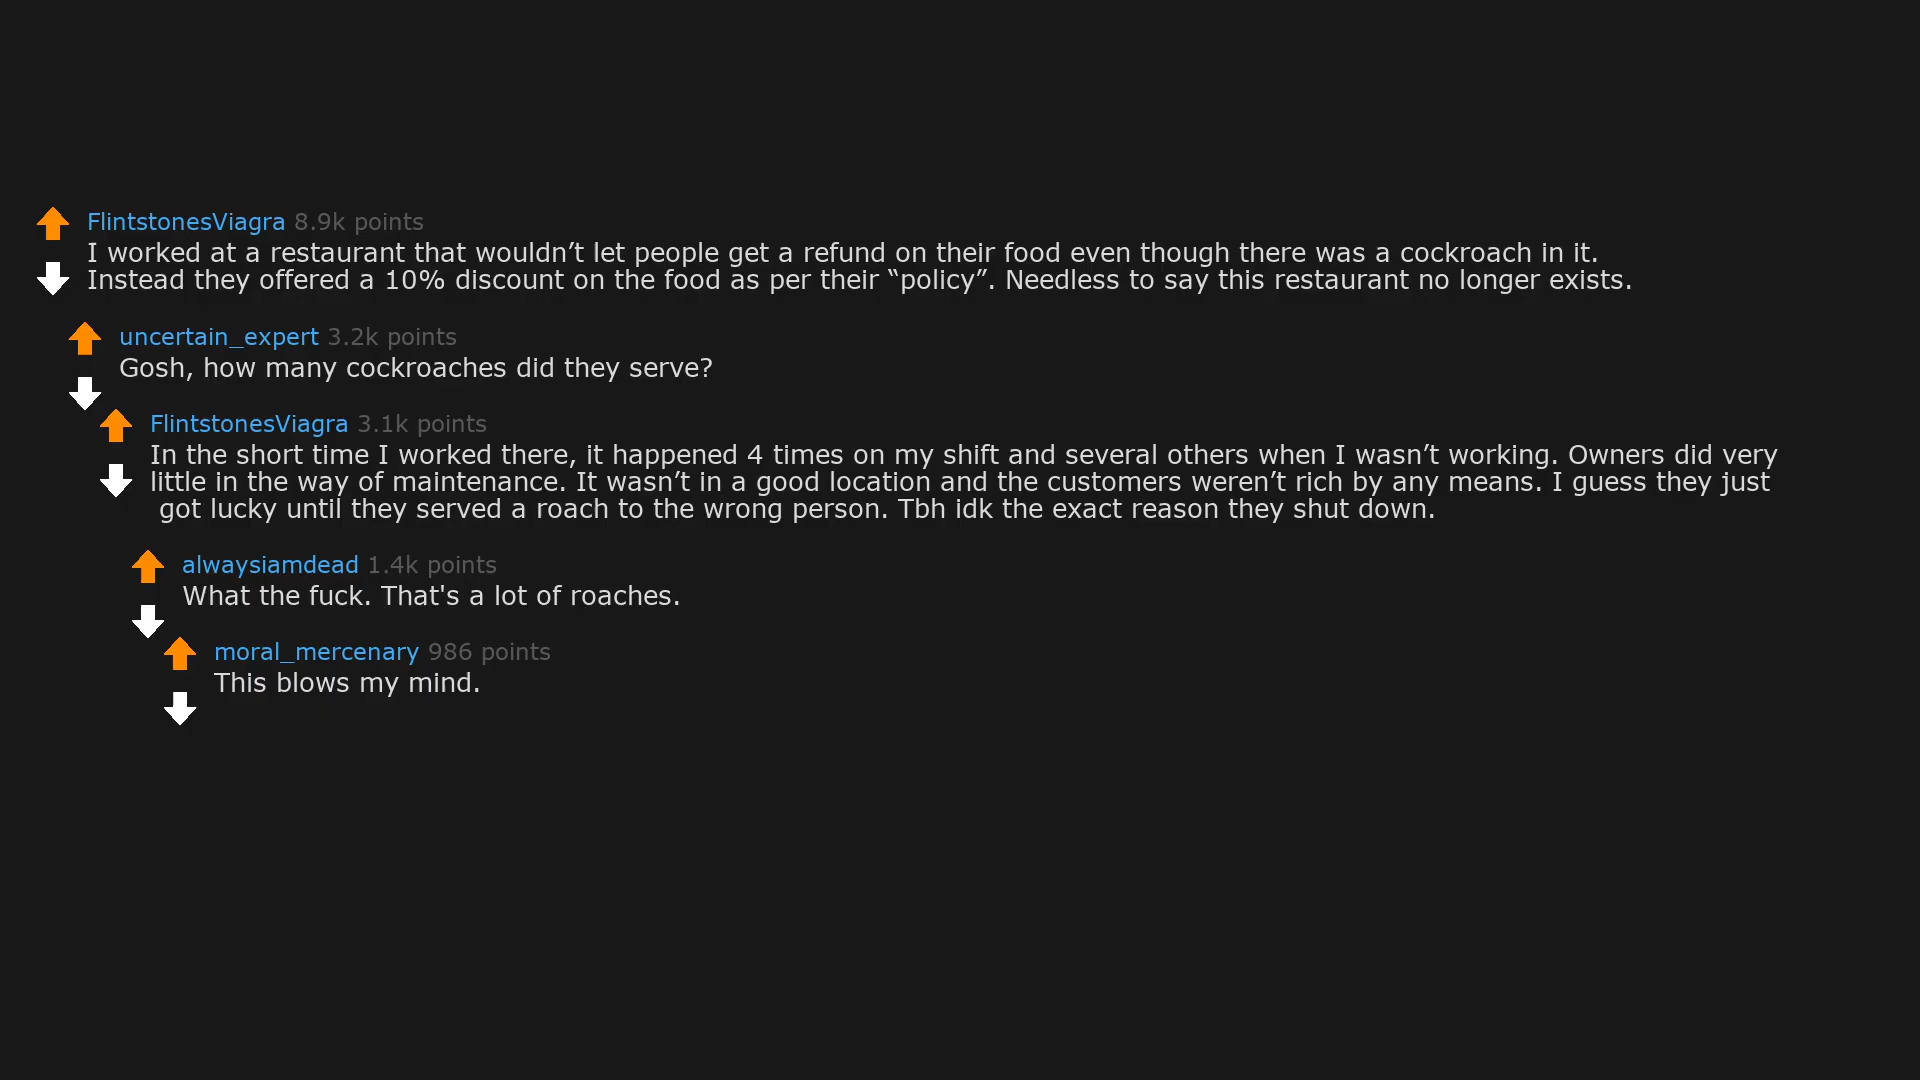 FlintstonesViagra 8.9k points
I worked at a restaurant that wouldn’t let people get a refund on their food even though there was a cockroach in it.
Instead they offered a 10% discount on the food as per their “policy”. Needless to say this restaurant no longer exists.
uncertain_expert 3.2k points
Gosh, how many cockroaches did they serve?
FlintstonesViagra 3.1k points
In the short time I worked there, it happened 4 times on my shift and several others when I wasn’t working. Owners did very
little in the way of maintenance. It wasn’t in a good location and the customers weren’t rich by any means. I guess they just
got lucky until they served a roach to the wrong person. Tbh idk the exact reason they shut down.
alwaysiamdead 1.4k points
What the fuck. That's a lot of roaches.
moral_mercenary 986 points
This blows my mind.